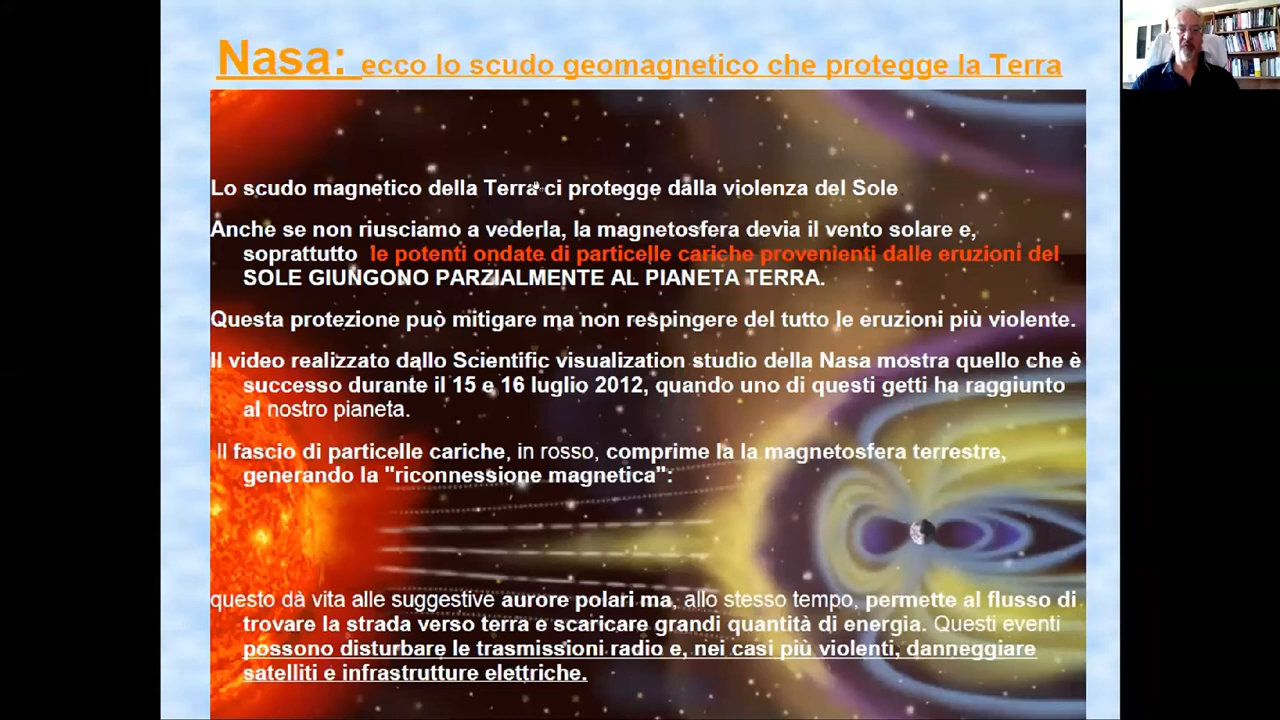 Nasa: ecco lo scudo geomagnetico che protegge la Terra
Lo scudo magnetico della Terra ci protegge dalla violenza del Sole
Anche se non riusciamo a vederla, la magnetosfera devia il vento solare e,
soprattutto le potenti ondate di particelle cariche provenienti dalle eruzioni del
SOLE GIUNGONO PARZIALMENTE AL PIANETA TERRA.
Questa protezione può mitigare ma non respingere del tutto le eruzioni più violente.
Il video realizzato dallo Scientific visualization studio della Nasa mostra quello che è
successo durante il 15 e 16 luglio 2012, quando uno di questi getti ha raggiunto
al nostro pianeta.
Il fascio di particelle cariche, in rosso, comprime la la magnetosfera terrestre,
generando la "riconnessione magnetica":
questo dà vita alle suggestive aurore polari ma, allo stesso tempo, permette al flusso di
trovare la strada verso terra e scaricare grandi quantità di energia. Questi eventi
possono disturbare le trasmissioni radio e, nei casi più violenti, danneggiare
satelliti e infrastrutture elettriche.